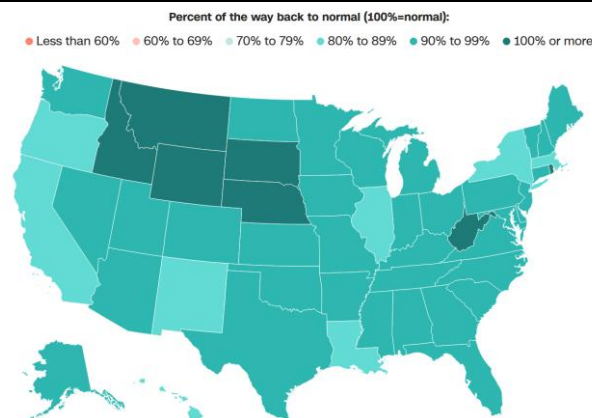 Percent of the way back to normal (100%=normal):
Less than 60% 60% to 69% 70% to 79% 80% to 89% 90% to 99% 100% or more